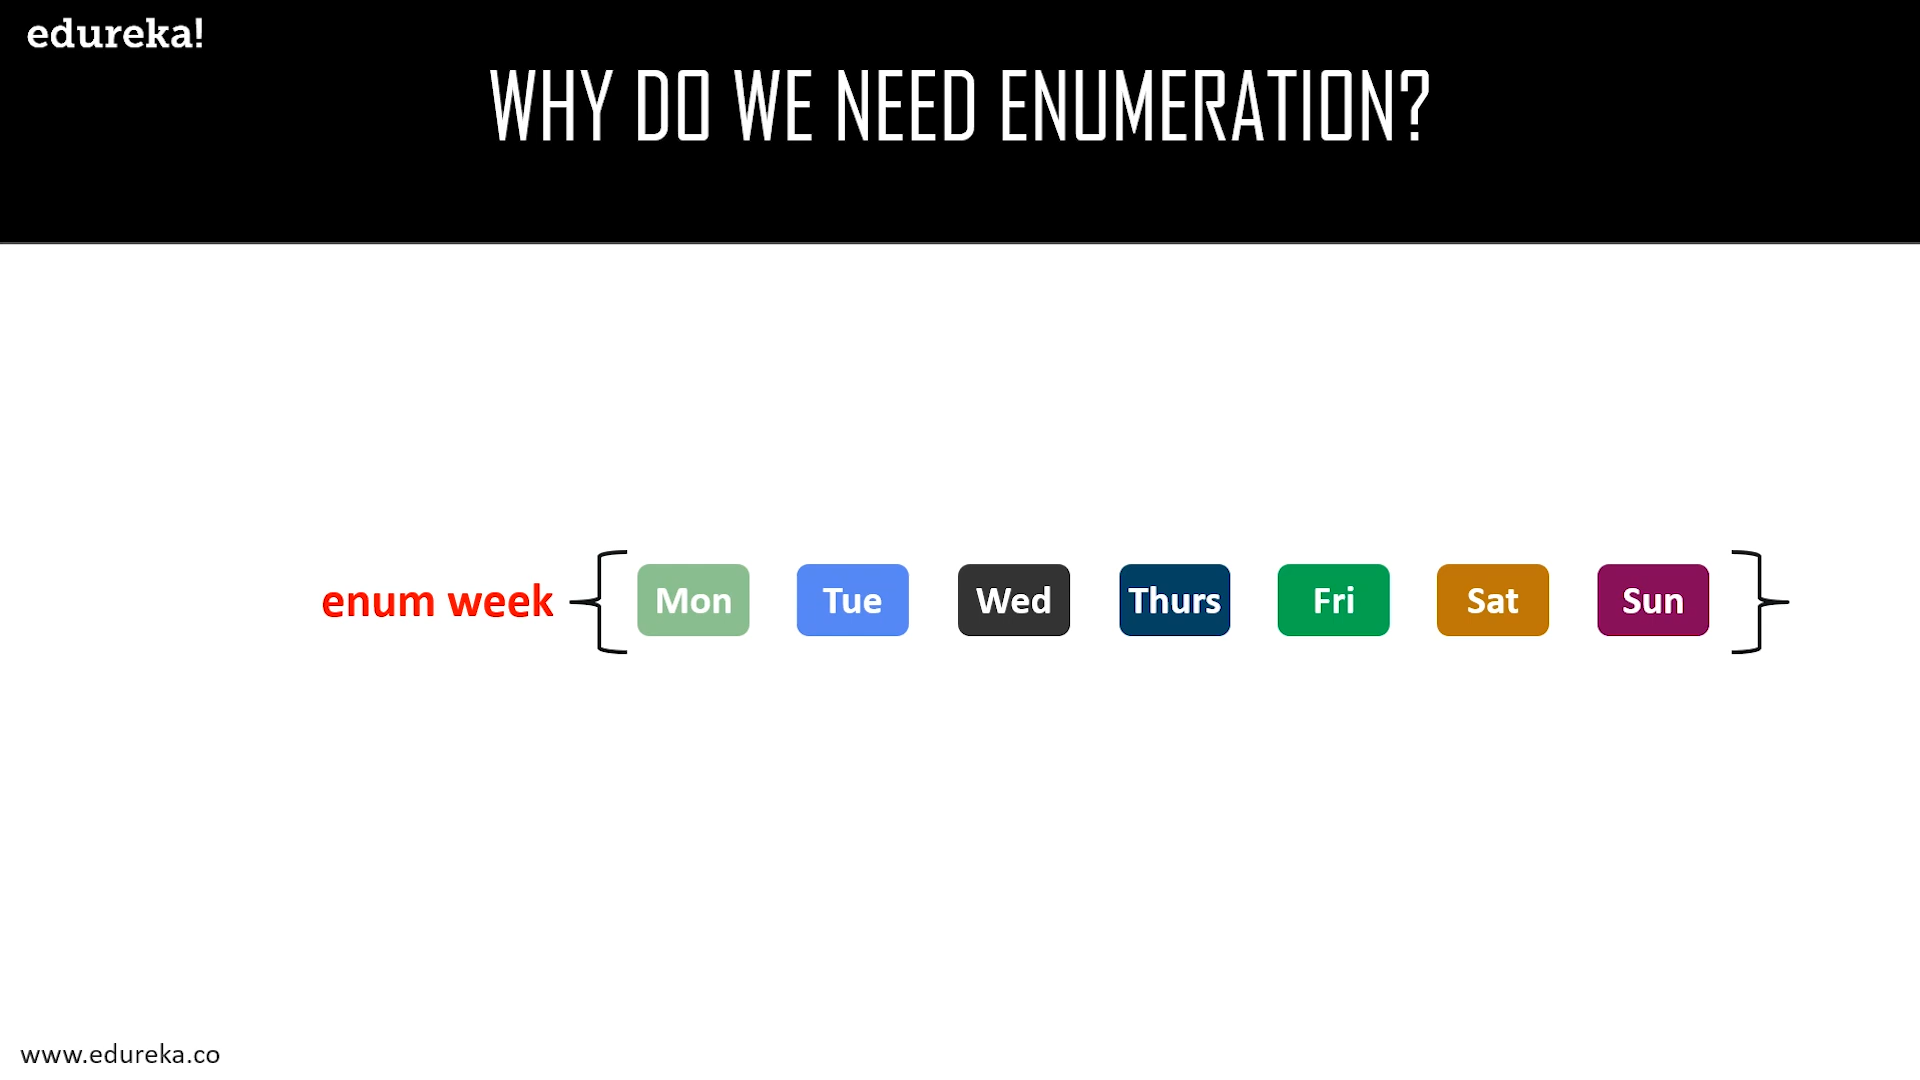 edureka!
WHY DO WE NEED ENUMERATION?
enum week { Mon Tue Wed Thurs Fri Sat Sun }
www.edureka.co